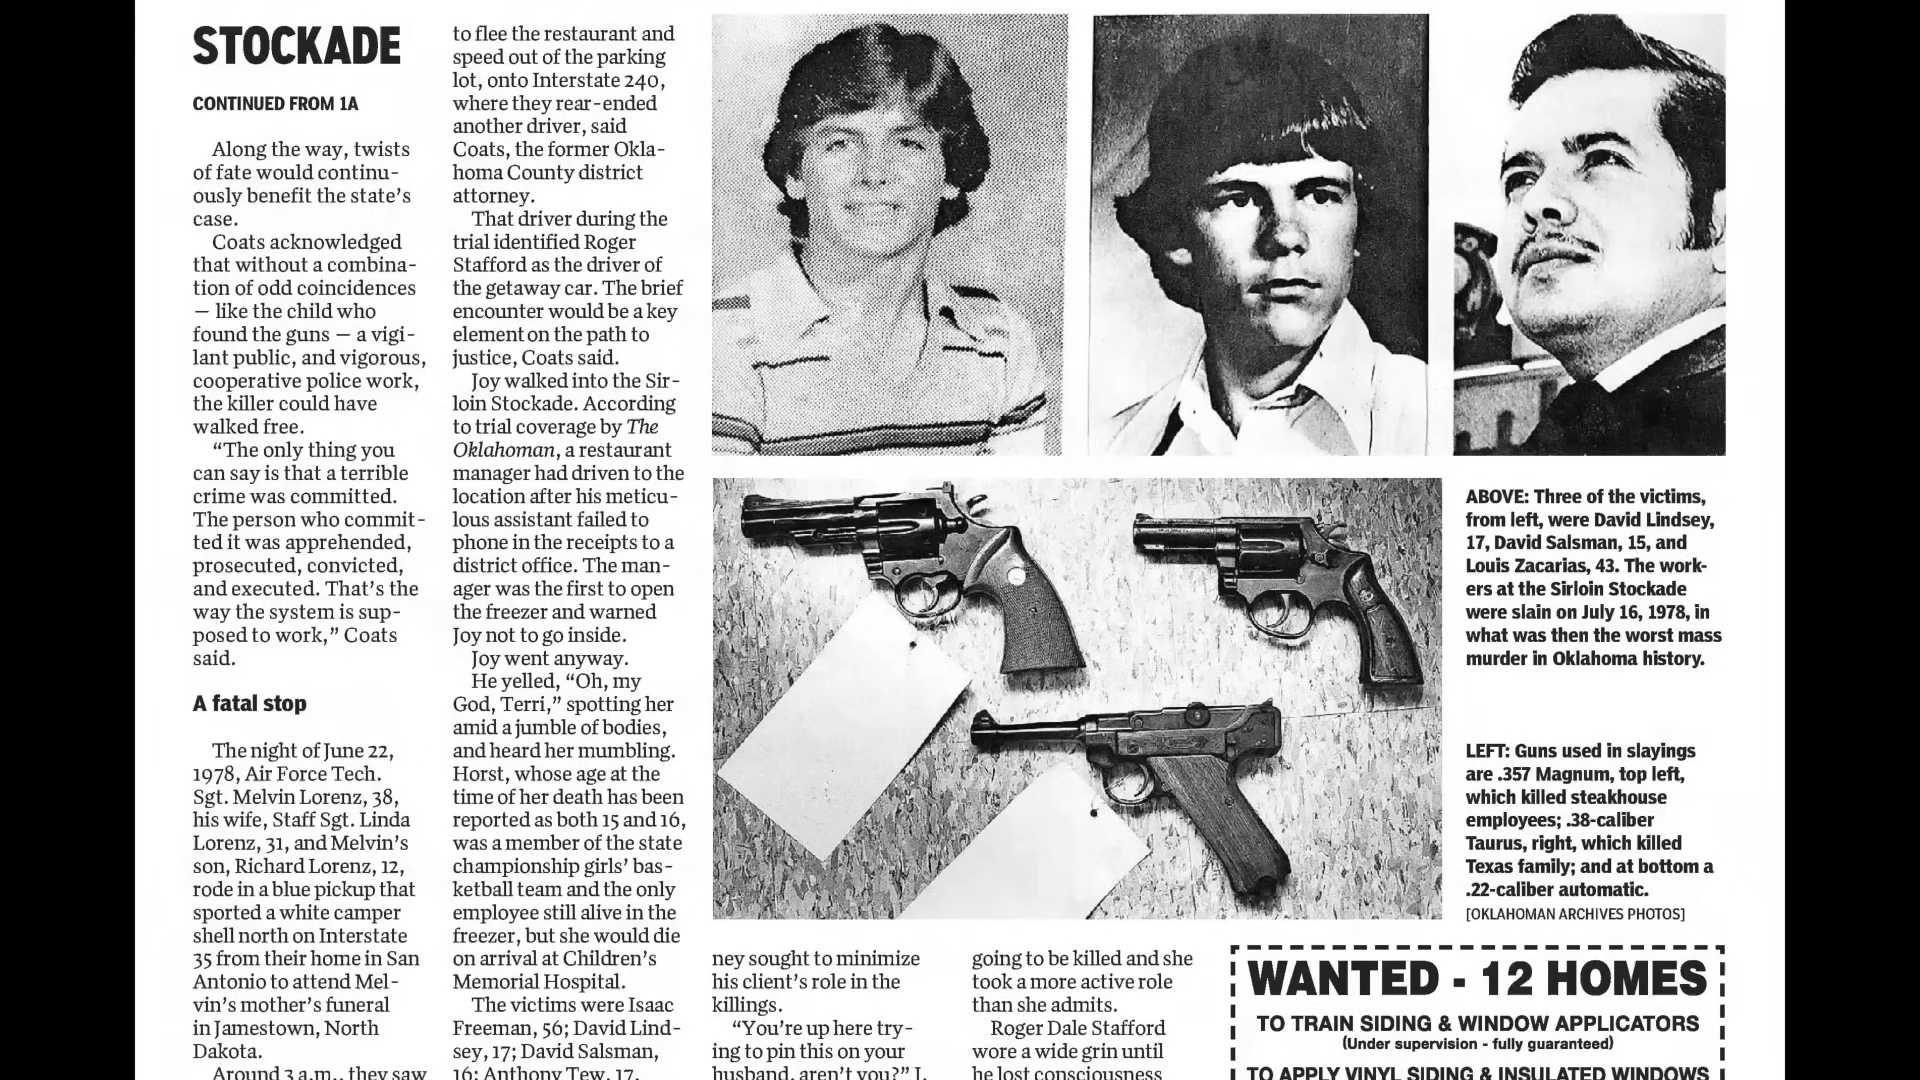 STOCKADE
CONTINUED FROM 1A
Along the way, twists
of fate would continu-
ously benefit the state's
case.
Coats acknowledged
that without a combina-
tion of odd coincidences
— like the child who
found the guns — a vigi-
lant public, and vigorous,
cooperative police work,
the killer could have
walked free.
“The only thing you
can say is that a terrible
crime was committed.
The person who commit-
ted it was apprehended,
prosecuted, convicted,
and executed. That's the
way the system is sup-
posed to work,” Coats
said.
A fatal stop
The night of June 22,
1978, Air Force Tech.
Sgt. Melvin Lorenz, 38,
his wife, Staff Sgt. Linda
Lorenz, 31, and Melvin's
son, Richard Lorenz, 12,
rode in a blue pickup that
sported a white camper
shell north on Interstate
35 from their home in San
Antonio to attend Mel-
vin's mother's funeral
in Jamestown, North
Dakota.
Around 3 a.m., they saw
to flee the restaurant and
speed out of the parking
lot, onto Interstate 240,
where they rear-ended
another driver, said
Coats, the former Okla-
homa County district
attorney.
That driver during the
trial identified Roger
Stafford as the driver of
the getaway car. The brief
encounter would be a key
element on the path to
justice, Coats said.
Joy walked into the Sir-
loin Stockade. According
to trial coverage by The
Oklahoman, a restaurant
manager had driven to the
location after his meticu-
lous assistant failed to
phone in the receipts to a
district office. The man-
ager was the first to open
the freezer and warned
Joy not to go inside.
Joy went anyway.
He yelled, “Oh, my
God, Terri,” spotting her
amid a jumble of bodies,
and heard her mumbling.
Horst, whose age at the
time of her death has been
reported as both 15 and 16,
was a member of the state
championship girls' bas-
ketball team and the only
employee still alive in the
freezer, but she would die
on arrival at Children's
Memorial Hospital.
The victims were Isaac
Freeman, 56; David Lind-
sey, 17; David Salsman,
16; Anthony Tew, 17,
ABOVE: Three of the victims,
from left, were David Lindsey,
17, David Salsman, 15, and
Louis Zacarias, 43. The work-
ers at the Sirloin Stockade
were slain on July 16, 1978, in
what was then the worst mass
murder in Oklahoma history.
LEFT: Guns used in slayings
are .357 Magnum, top left,
which killed steakhouse
employees; .38-caliber
Taurus, right, which killed
Texas family; and at bottom a
.22-caliber automatic.
[OKLAHOMAN ARCHIVES PHOTOS]
ney sought to minimize
his client's role in the
killings.
“You're up here try-
ing to pin this on your
husband, aren't you?” I.
going to be killed and she
took a more active role
than she admits.
Roger Dale Stafford
wore a wide grin until
he lost consciousness
WANTED - 12 HOMES
TO TRAIN SIDING & WINDOW APPLICATORS
(Under supervision - fully guaranteed)
TO APPLY VINYL SIDING & INSULATED WINDOWS